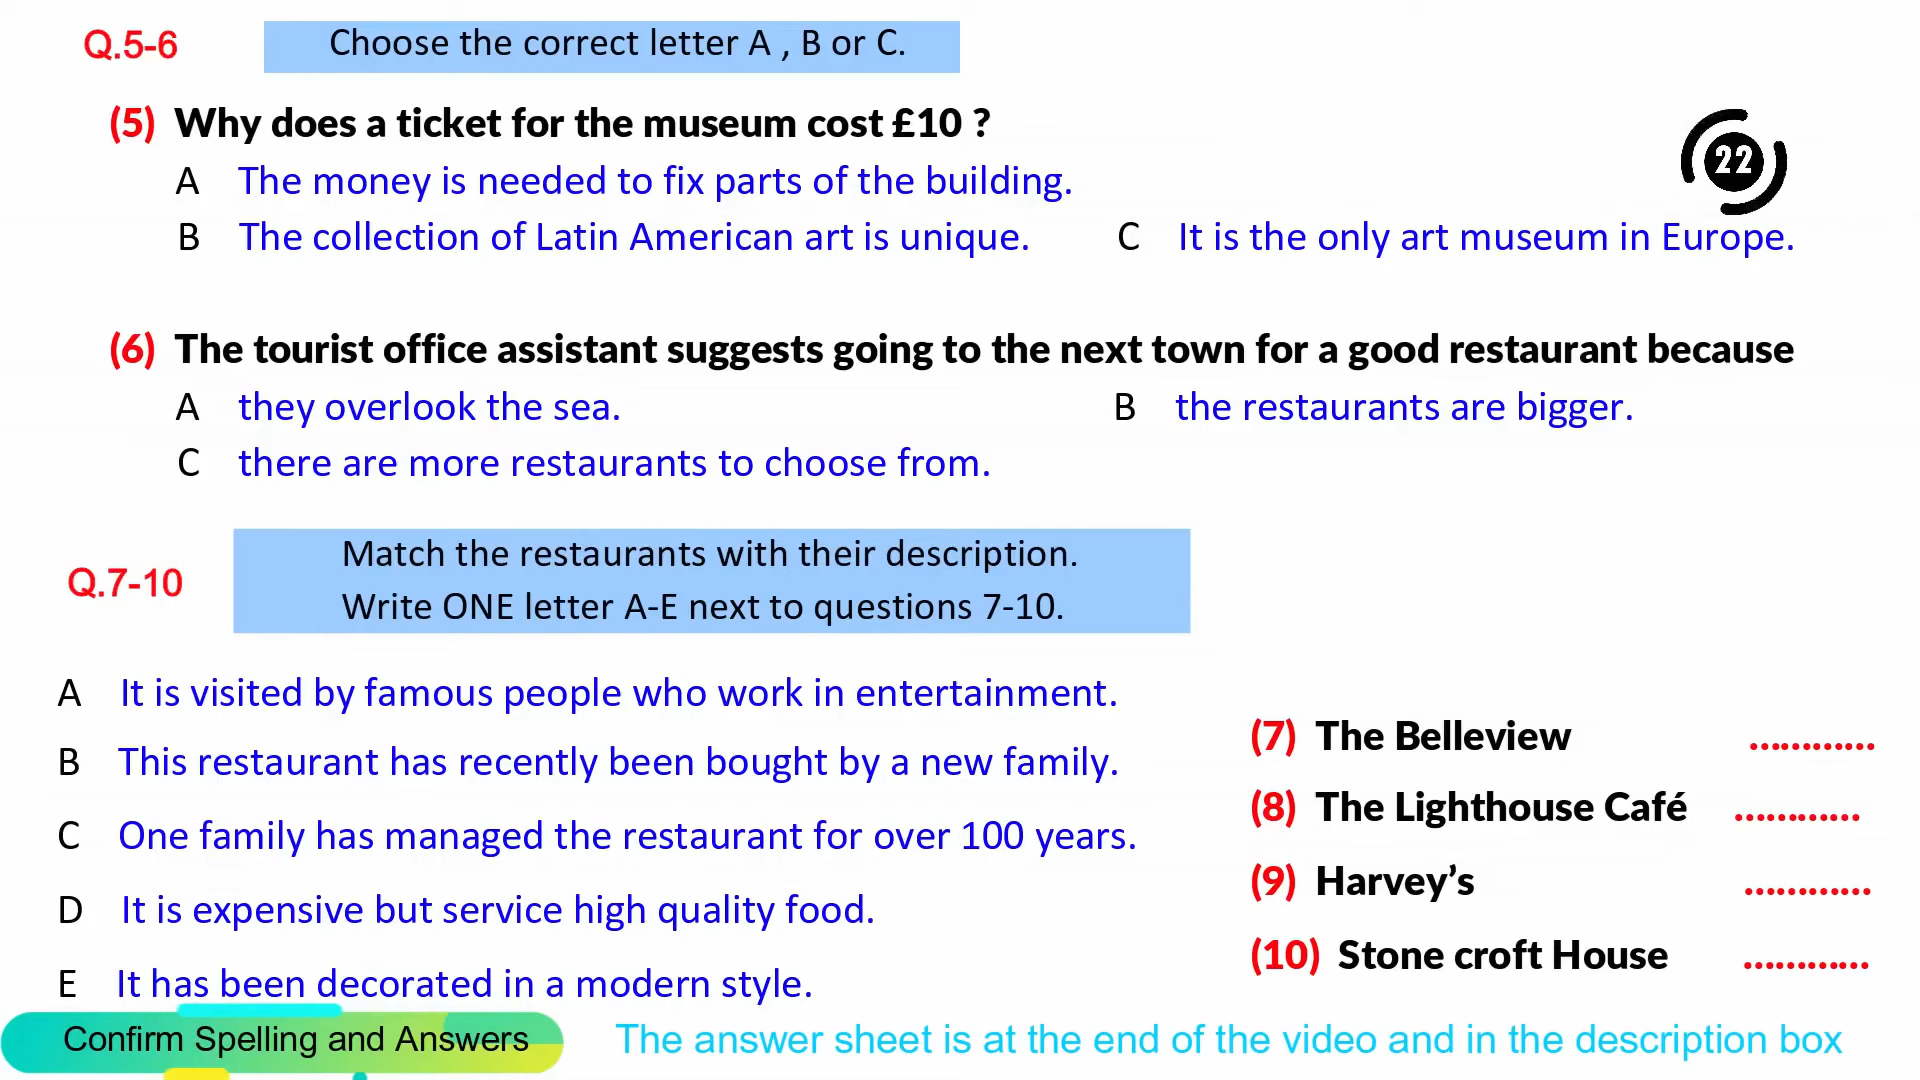 Q.5-6 Choose the correct letter A , B or C.
(5) Why does a ticket for the museum cost £10 ?
22
A The money is needed to fix parts of the building.
B The collection of Latin American art is unique. C It is the only art museum in Europe.
(6) The tourist office assistant suggests going to the next town for a good restaurant because
A they overlook the sea. B the restaurants are bigger.
C there are more restaurants to choose from.
Q.7-10
Match the restaurants with their description.
Write ONE letter A-E next to questions 7-10.
A It is visited by famous people who work in entertainment.
B This restaurant has recently been bought by a new family.
C One family has managed the restaurant for over 100 years.
D It is expensive but service high quality food.
E It has been decorated in a modern style.
(7) The Belleview ............
(8) The Lighthouse Café ............
(9) Harvey’s ............
(10) Stone croft House ............
Confirm Spelling and Answers
The answer sheet is at the end of the video and in the description box